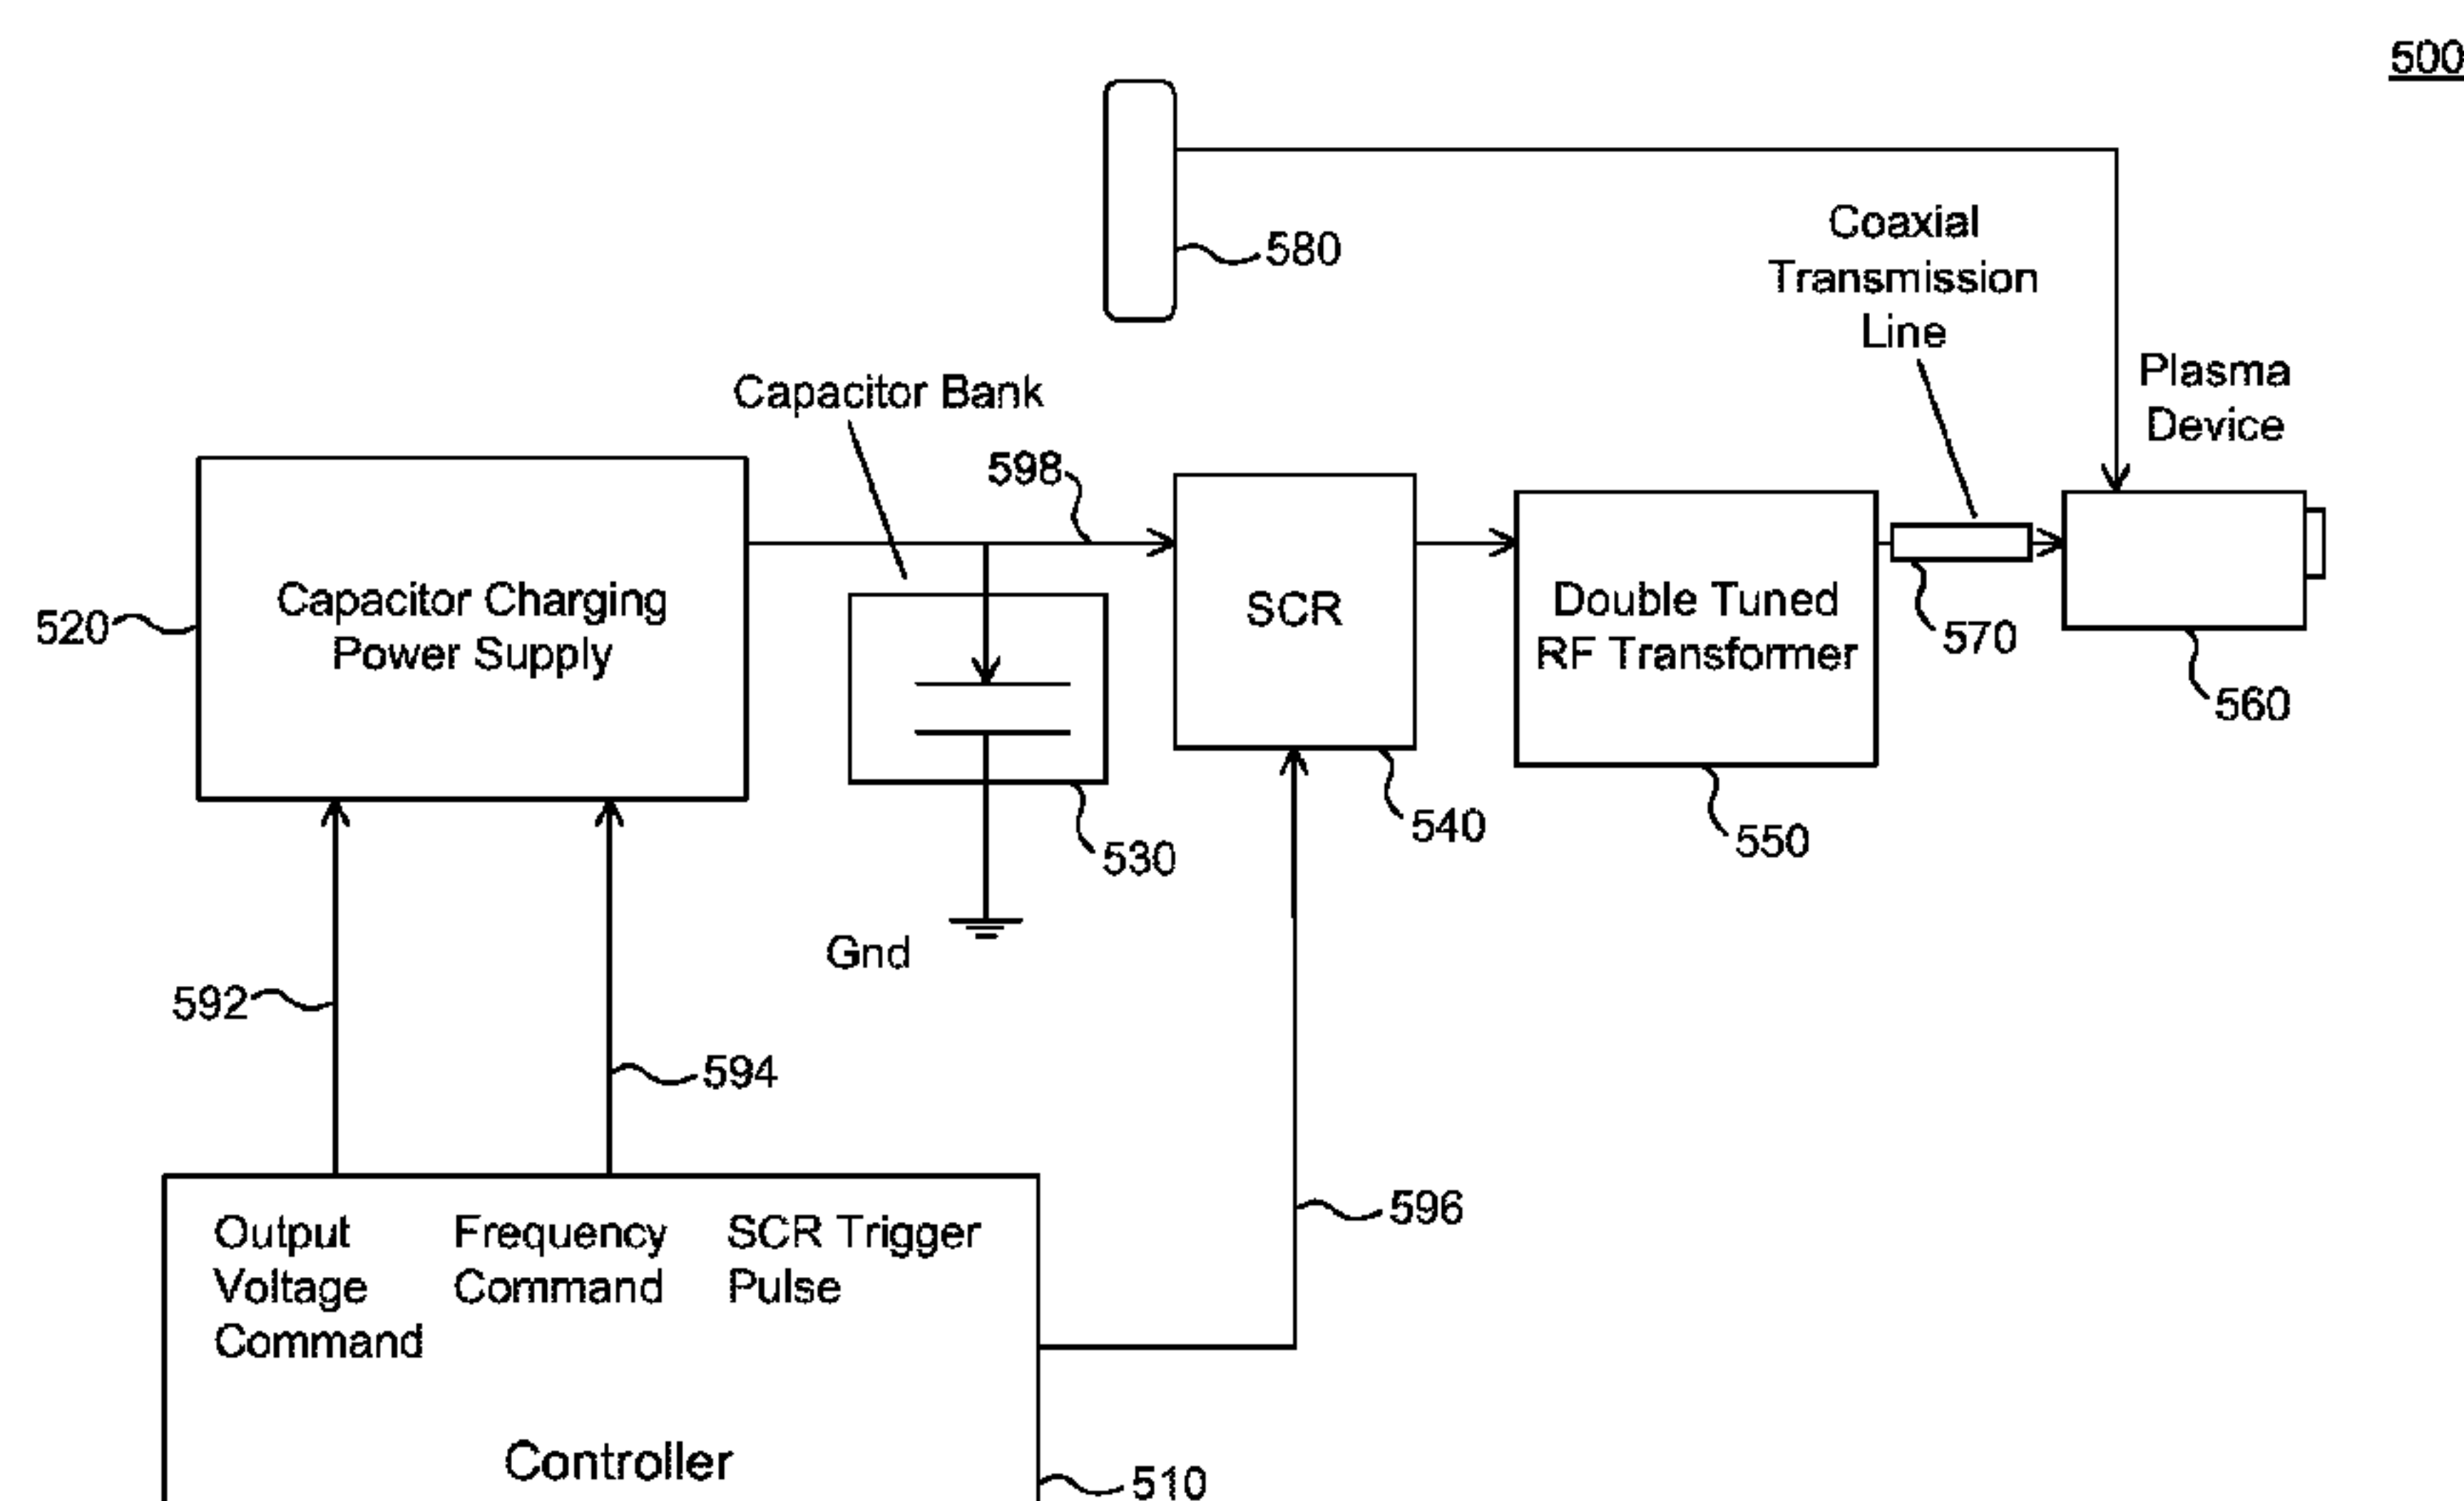 500
580
Coaxial
Transmission
Line
Plasma
Device
Capacitor Bank
598
520
Capacitor Charging
Power Supply
SCR
Double Tuned
RF Transformer
570
560
540
550
530
Gnd
592
594
596
Output
Voltage
Command
Frequency
Command
SCR Trigger
Pulse
Controller
510